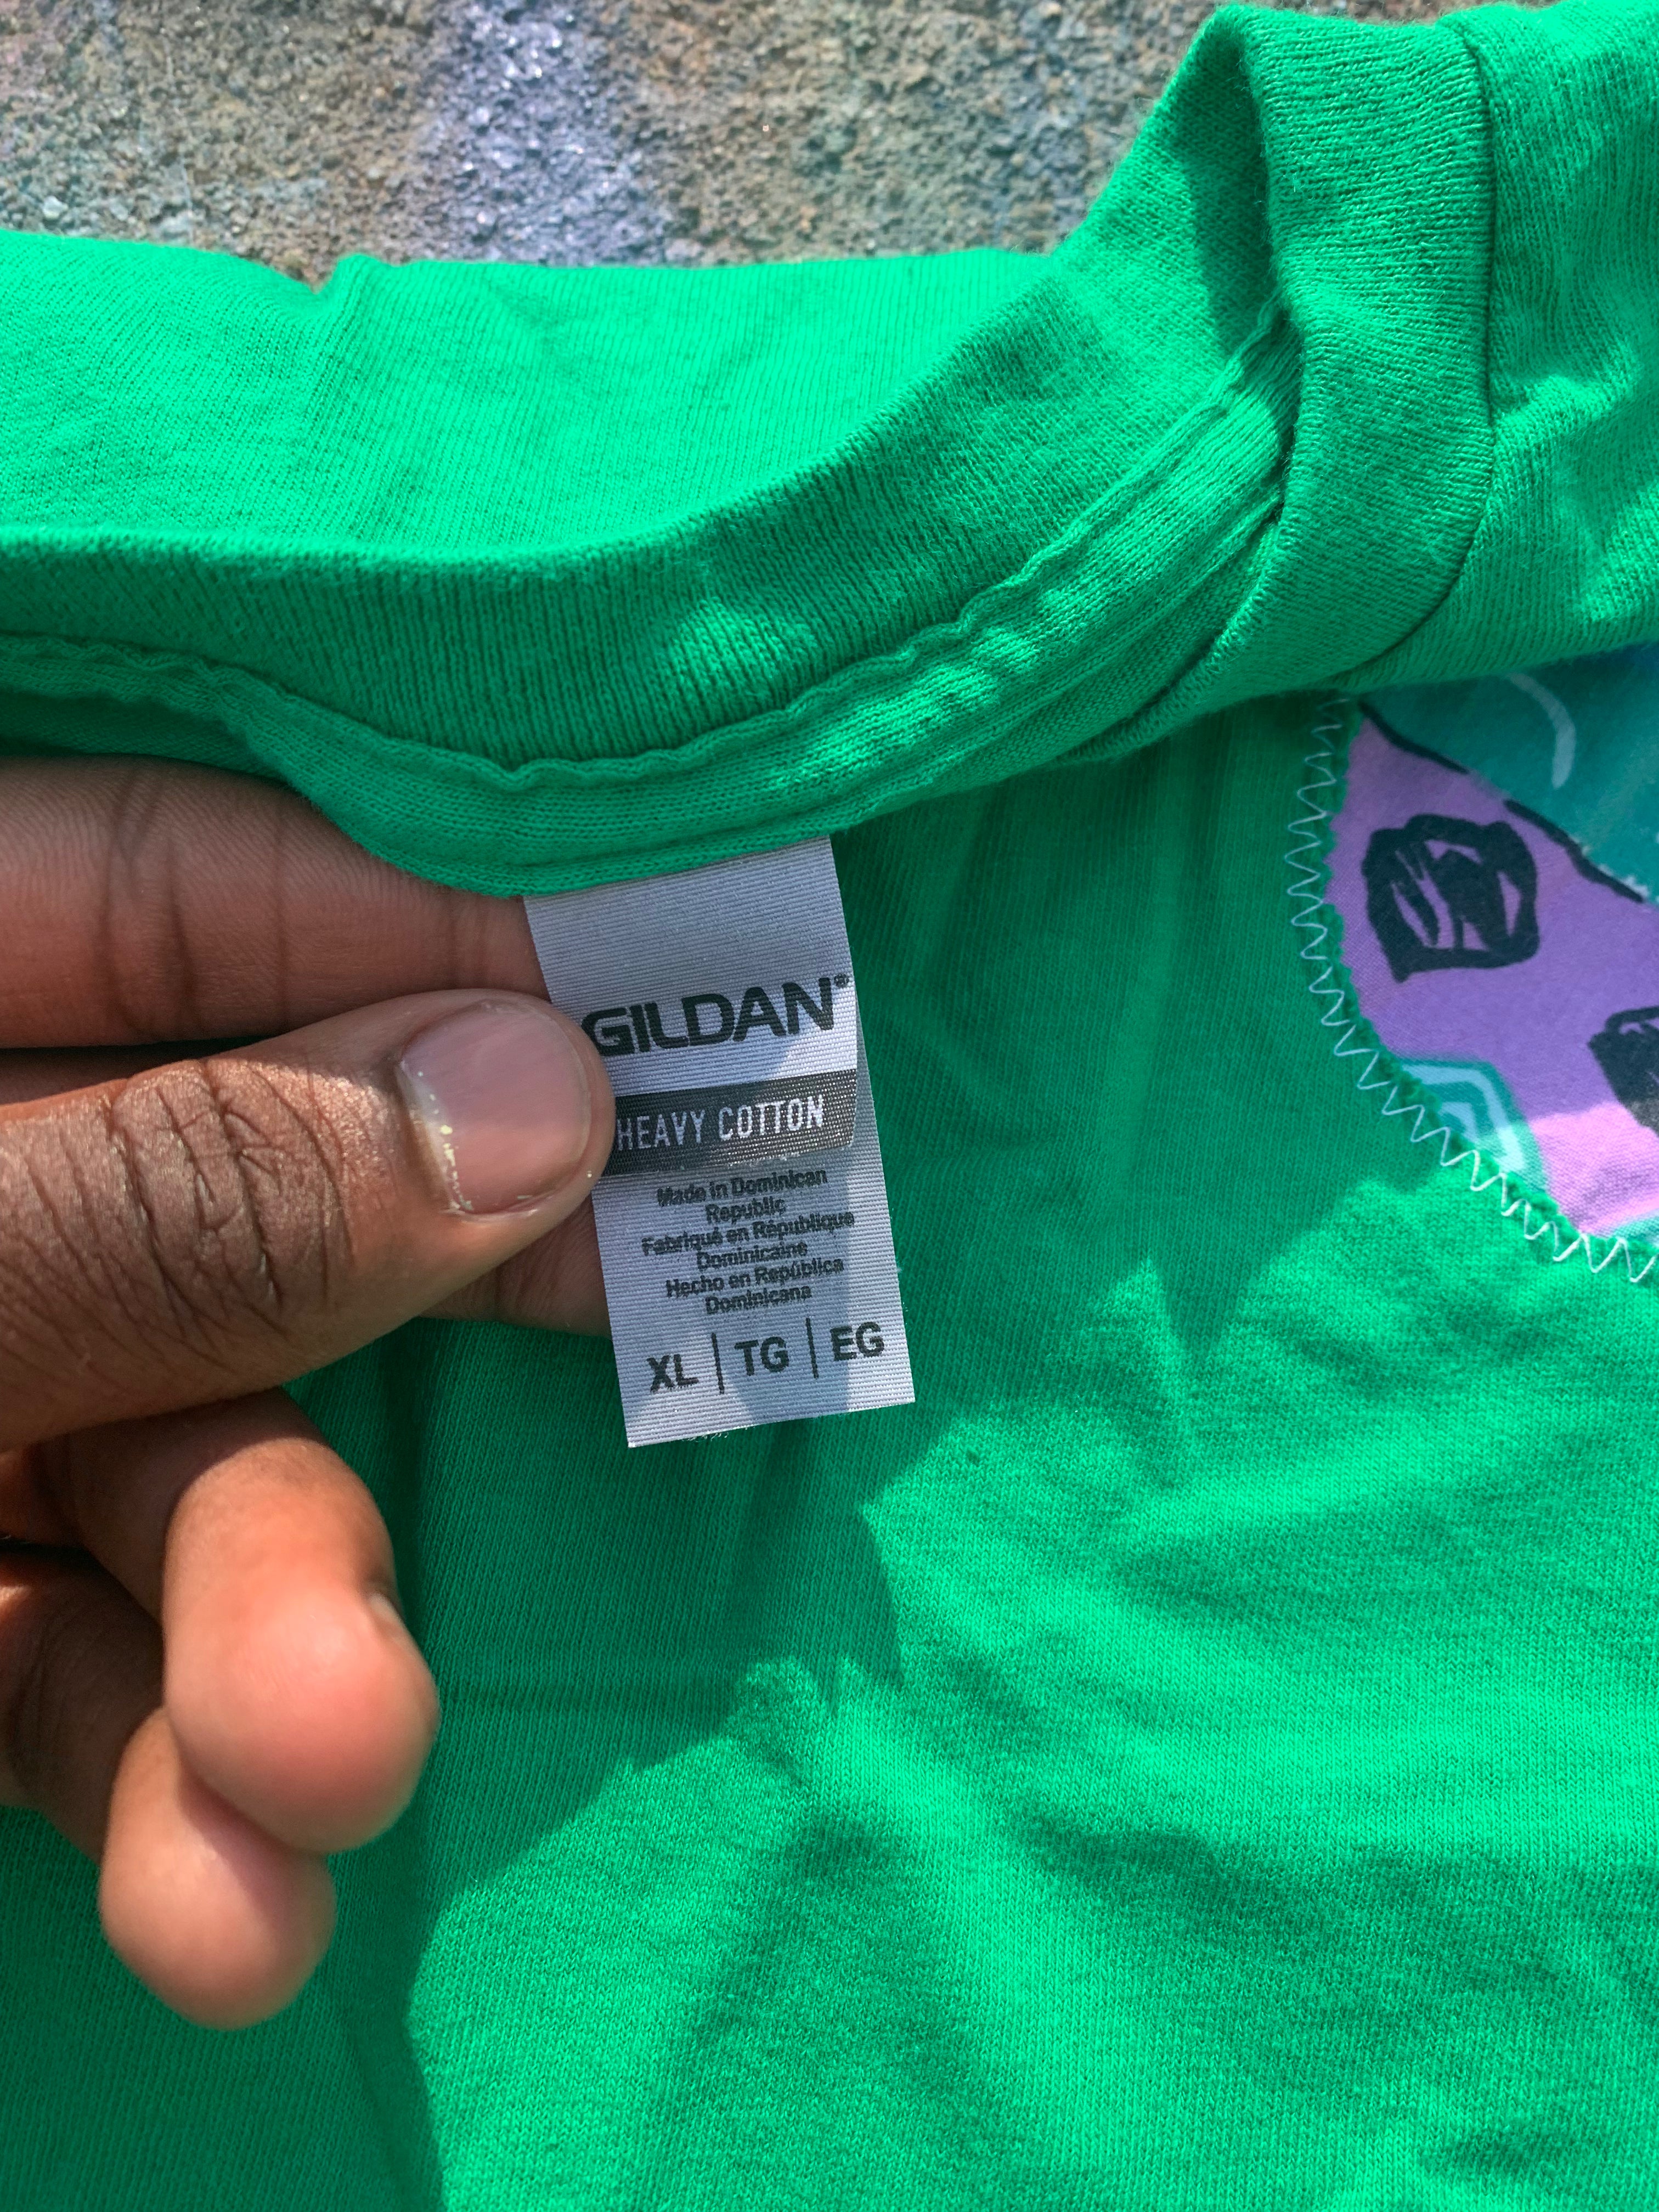 GILDAN®
HEAVY COTTON
Made in Dominican
Republic
Fabriqué en République
Dominicaine
Hecho en República
Dominicana
XL | TG | EG